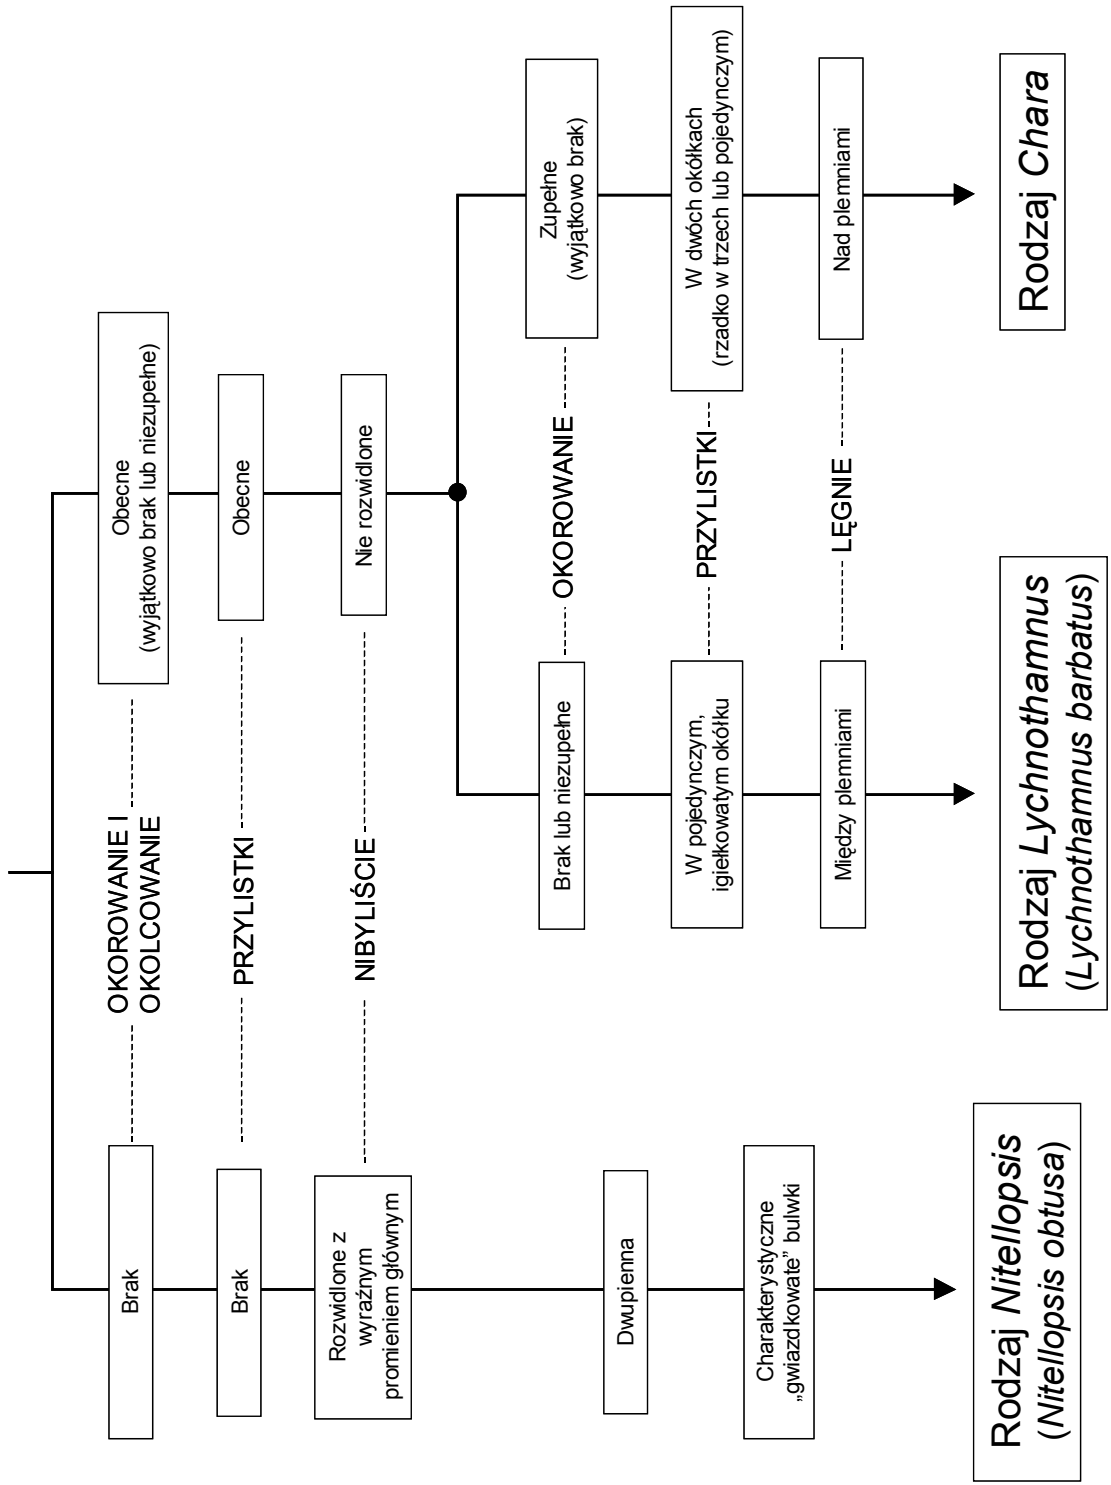 OKOROWANIE I
OKOLCOWANIE
Brak
Obecne
(wyjątkowo brak lub niezupełne)
PRZYLISTKI
Brak
Obecne
NIBYLIŚCIE
Rozwidlone z
wyraźnym
promieniem głównym
Nie rozwidlone
Dwupienna
Charakterystyczne
„gwiazdkowate” bulwki
Rodzaj Nitellopsis
(Nitellopsis obtusa)
OKOROWANIE
Brak lub niezupełne
Zupełne
(wyjątkowo brak)
PRZYLISTKI
W pojedynczym,
igiełkowatym okółku
W dwóch okółkach
(rzadko w trzech lub pojedynczym)
LĘGNIE
Między plemniami
Nad plemniami
Rodzaj Lychnothamnus
(Lychnothamnus barbatus)
Rodzaj Chara